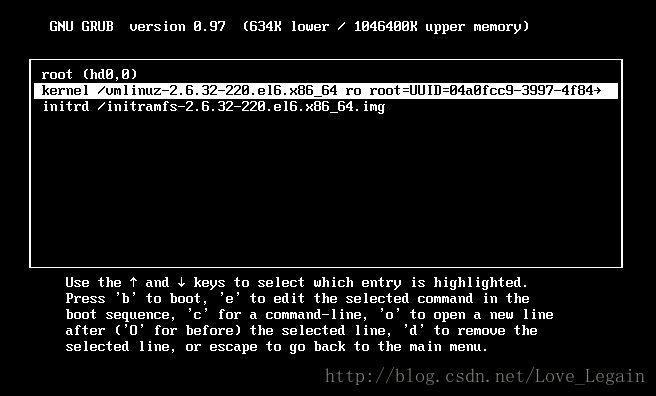 GNU GRUB  version 0.97  (634K lower / 1046400K upper memory)
root (hd0,0)
kernel /vmlinuz-2.6.32-220.el6.x86_64 ro root=UUID=04a0fcc9-3997-4f84→
initrd /initramfs-2.6.32-220.el6.x86_64.img
Use the ↑ and ↓ keys to select which entry is highlighted.
Press 'b' to boot, 'e' to edit the selected command in the
boot sequence, 'c' for a command-line, 'o' to open a new line
after ('O' for before) the selected line, 'd' to remove the
selected line, or escape to go back to the main menu.
http://blog.csdn.net/Love_Legain